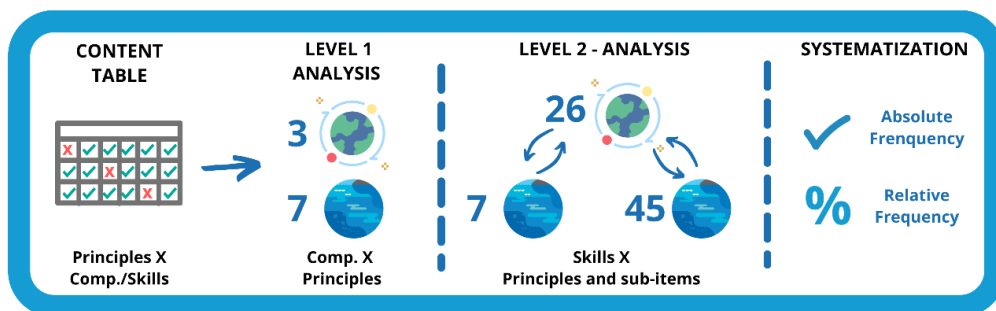 CONTENT
TABLE
X
X
X
Principles X
Comp./Skills
LEVEL 1
ANALYSIS
3
7
Comp. X
Principles
LEVEL 2 - ANALYSIS
26
7
45
Skills X
Principles and sub-items
SYSTEMATIZATION
Absolute
Frenquency
%
Relative
Frequency